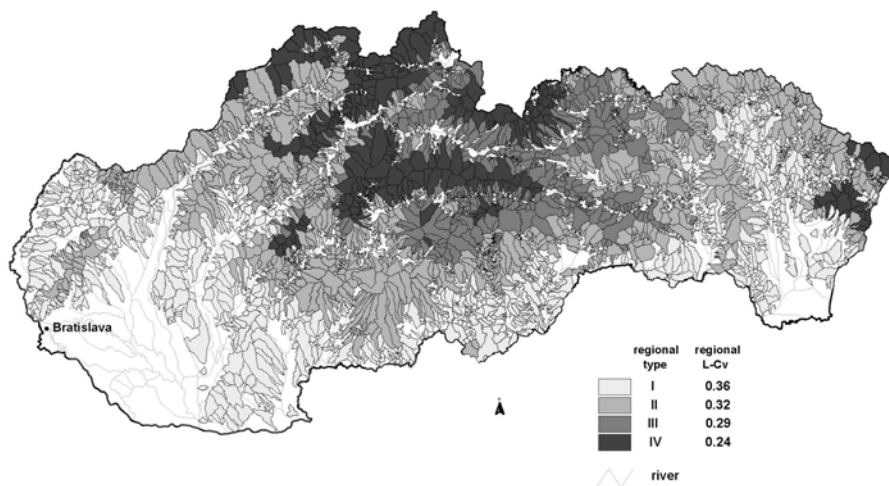 Bratislava
regional type regional L-Cv
I 0.36
II 0.32
III 0.29
IV 0.24
river